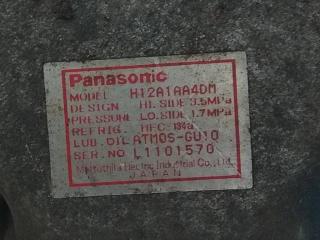 Panasonic
MODEL H12A1AA4DM
DESIGN HI.SIDE 3.5MPa
PRESSURE LO.SIDE 1.7MPa
REFRIG. HFC-134a
LUB.OIL ATMOS-GU10
SER.NO. L1101570
Matsushita Electric Industrial Co., Ltd.
JAPAN